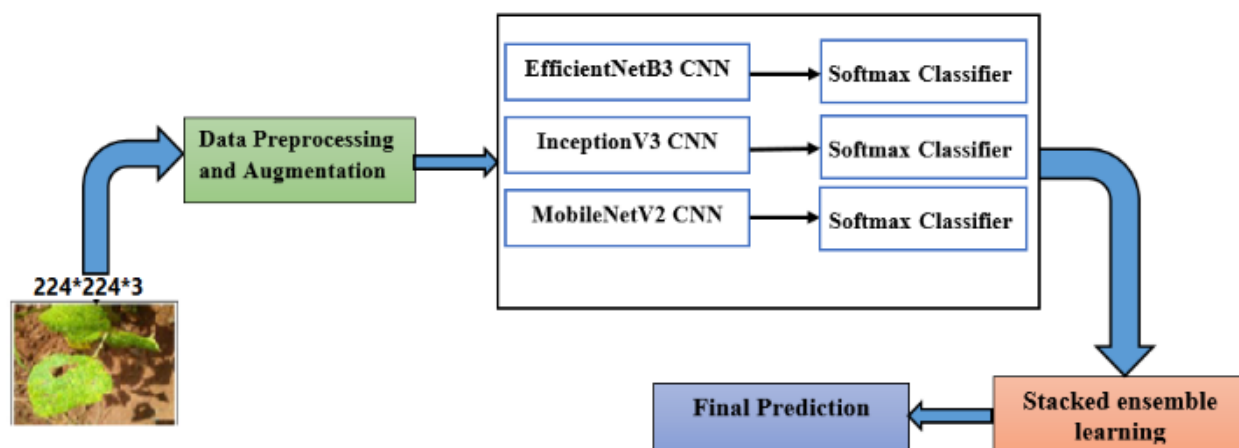 EfficientNetB3 CNN
Softmax Classifier
Data Preprocessing
and Augmentation
InceptionV3 CNN
Softmax Classifier
MobileNetV2 CNN
Softmax Classifier
224*224*3
Final Prediction
Stacked ensemble
learning